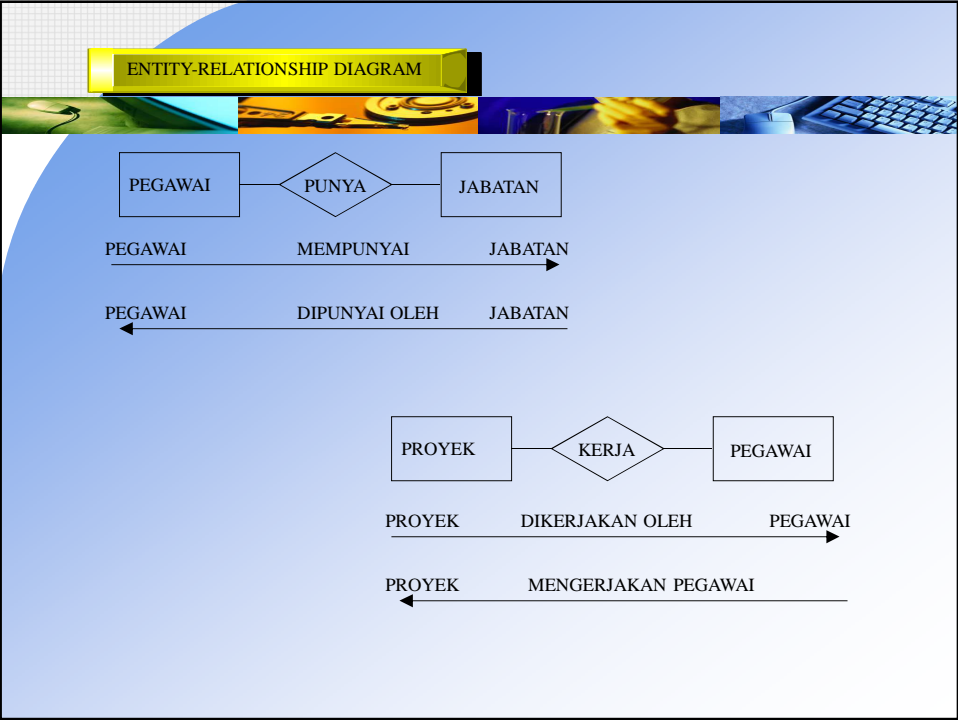 ENTITY-RELATIONSHIP DIAGRAM
PEGAWAI PUNYA JABATAN
PEGAWAI MEMPUNYAI JABATAN
PEGAWAI DIPUNYAI OLEH JABATAN
PROYEK KERJA PEGAWAI
PROYEK DIKERJAKAN OLEH PEGAWAI
PROYEK MENGERJAKAN PEGAWAI